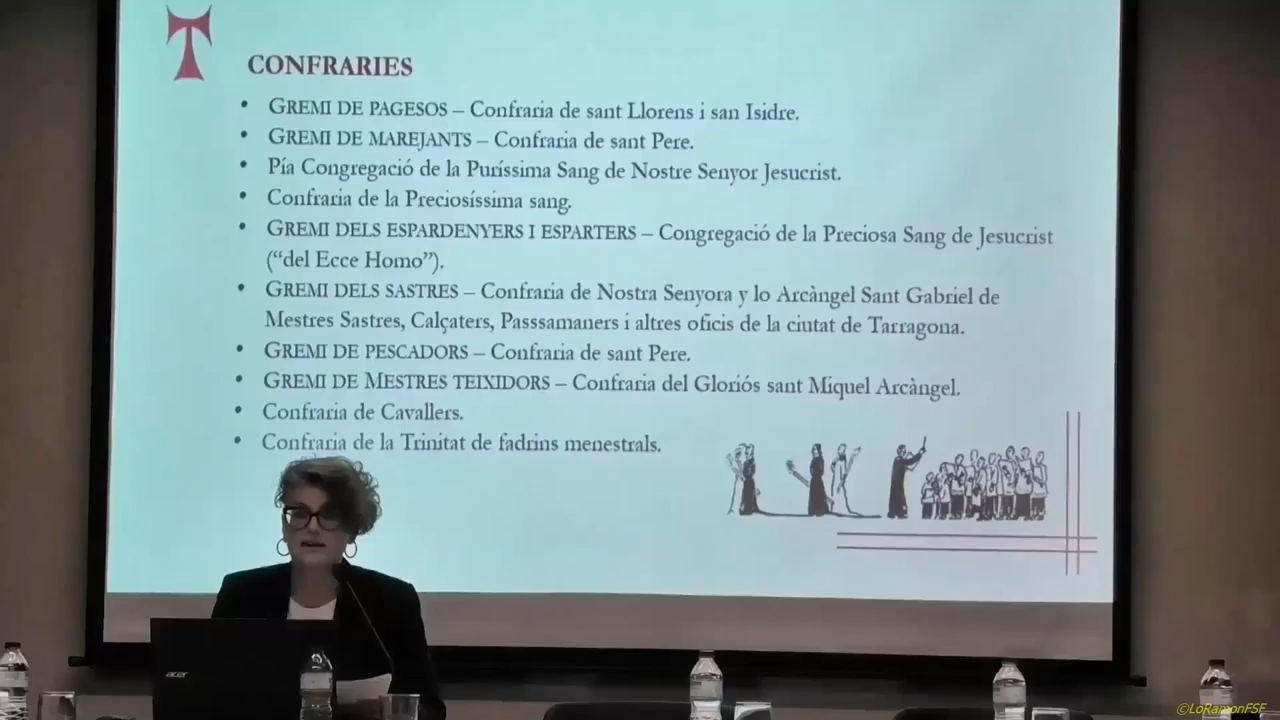 CONFRARIES
• GREMI DE PAGESOS – Confraria de sant Llorens i san Isidre.
• GREMI DE MAREJANTS – Confraria de sant Pere.
• Pía Congregació de la Puríssima Sang de Nostre Senyor Jesucrist.
• Confraria de la Preciosíssima sang.
• GREMI DELS ESPARDENYERS I ESPARTERS – Congregació de la Preciosa Sang de Jesucrist
(“del Ecce Homo”).
• GREMI DELS SASTRES – Confraria de Nostra Senyora y lo Arcàngel Sant Gabriel de
Mestres Sastres, Calçaters, Passsamaners i altres oficis de la ciutat de Tarragona.
• GREMI DE PESCADORS – Confraria de sant Pere.
• GREMI DE MESTRES TEIXIDORS – Confraria del Gloriós sant Miquel Arcàngel.
• Confraria de Cavallers.
• Confraria de la Trinitat de fadrins menestrals.
acer
©LoRamonFSF